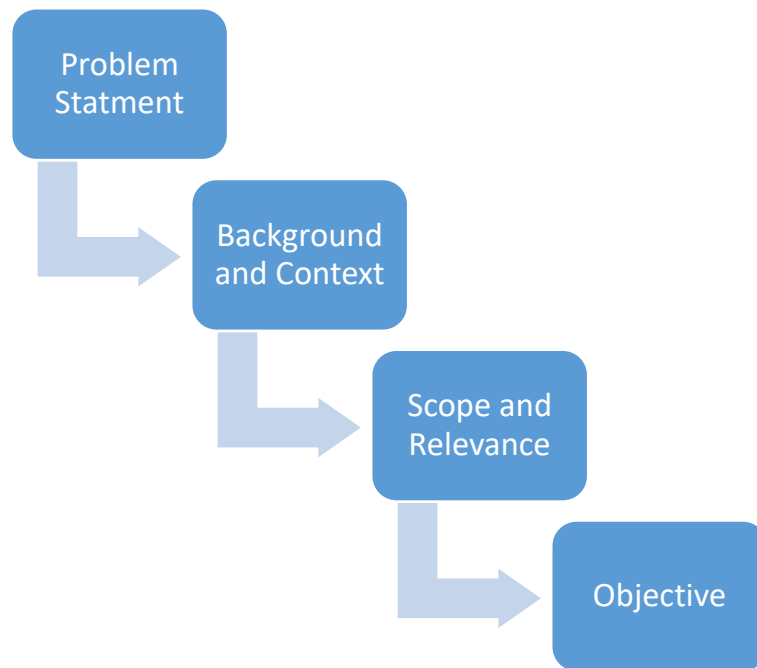 Problem
Statment
Background
and Context
Scope and
Relevance
Objective